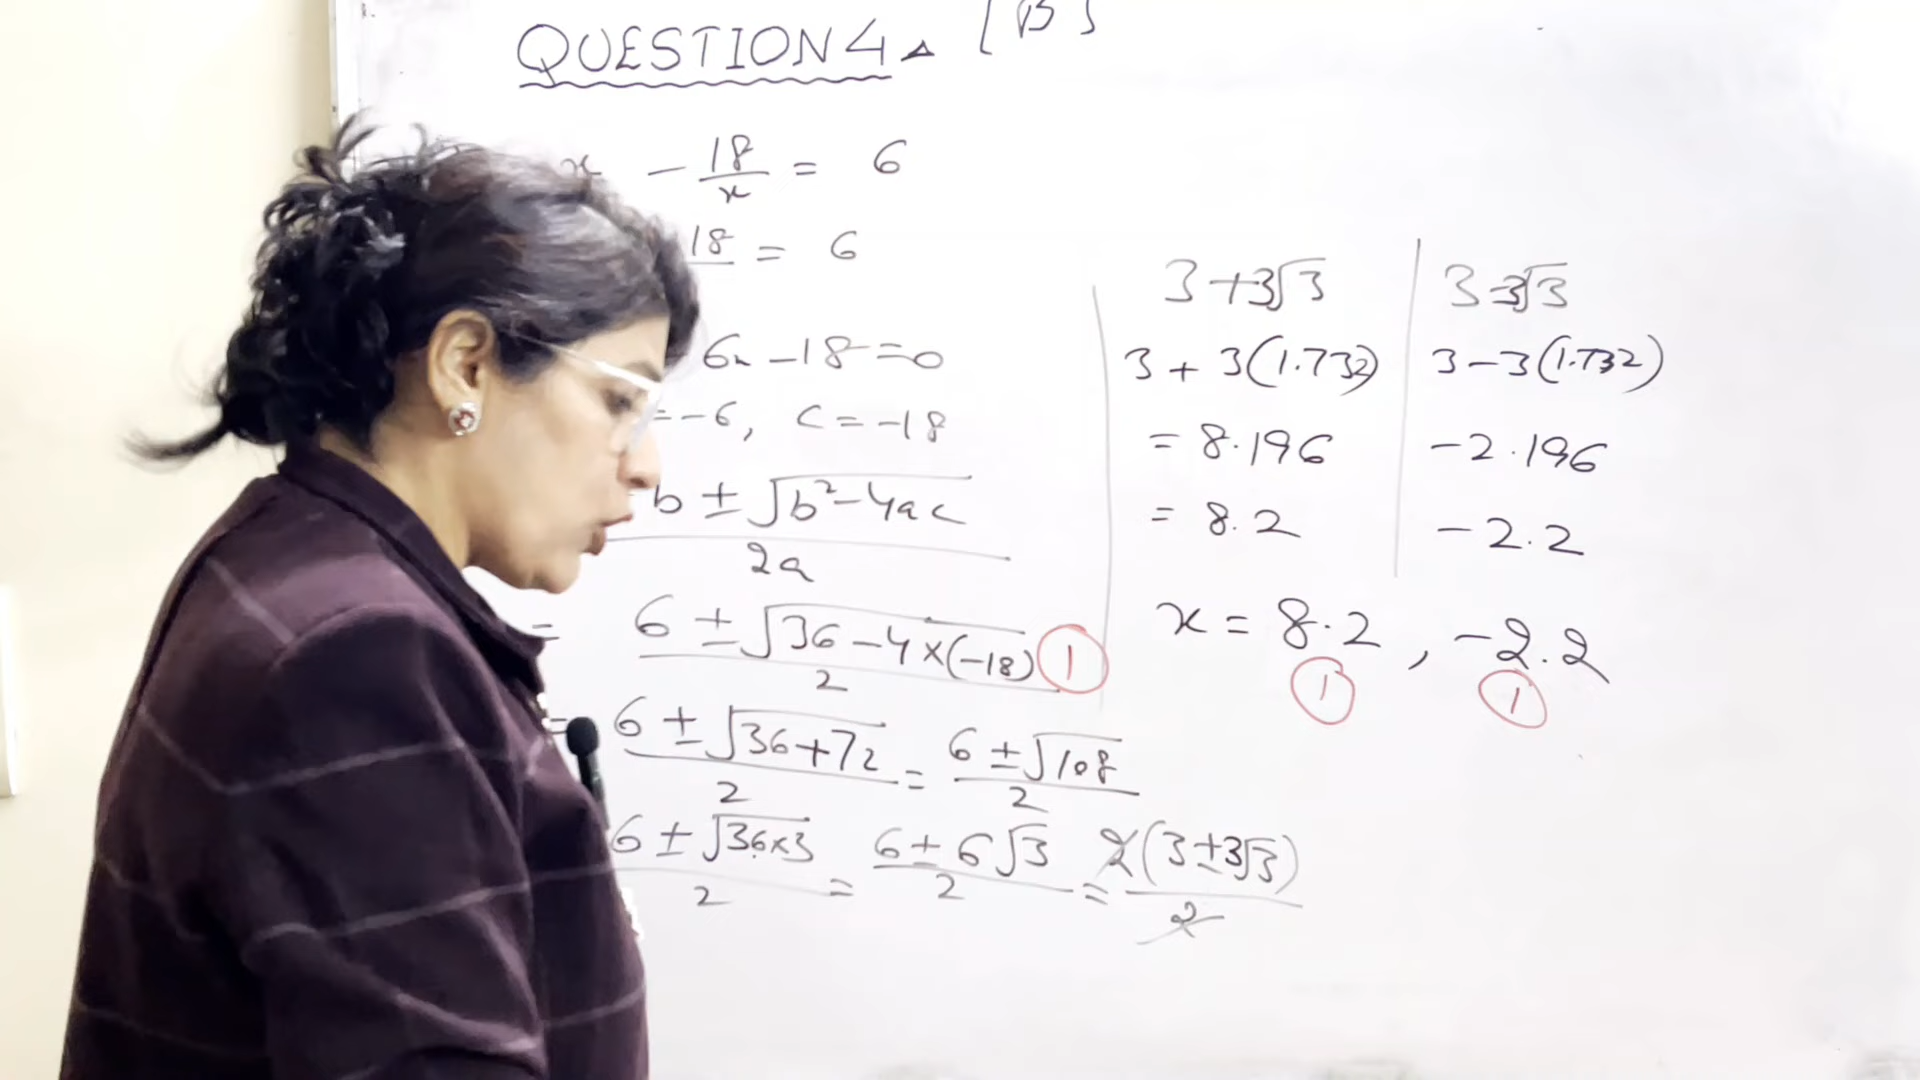 QUESTION 4 [B]
x - 18/x = 6
18 = 6
6x - 18 = 0
= -6, c = -18
b ± √(b² - 4ac)
2a
= 6 ± √(36 - 4×(-18)) / 2 ①
= (6 ± √(36+72)) / 2 = (6 ± √108) / 2
(6 ± √(36×3)) / 2 = (6 ± 6√3) / 2 = 2(3 ± 3√3) / 2
3 + 3√3
3 + 3(1.732)
= 8.196
= 8.2
3 - 3√3
3 - 3(1.732)
-2.196
-2.2
x = 8.2, -2.2
① ①